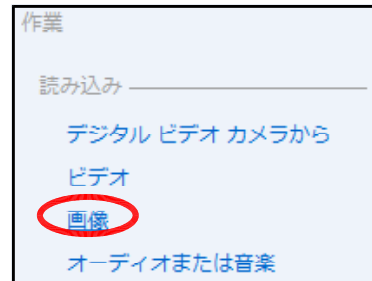 作業
読み込み
デジタル ビデオ カメラから
ビデオ
画像
オーディオまたは音楽